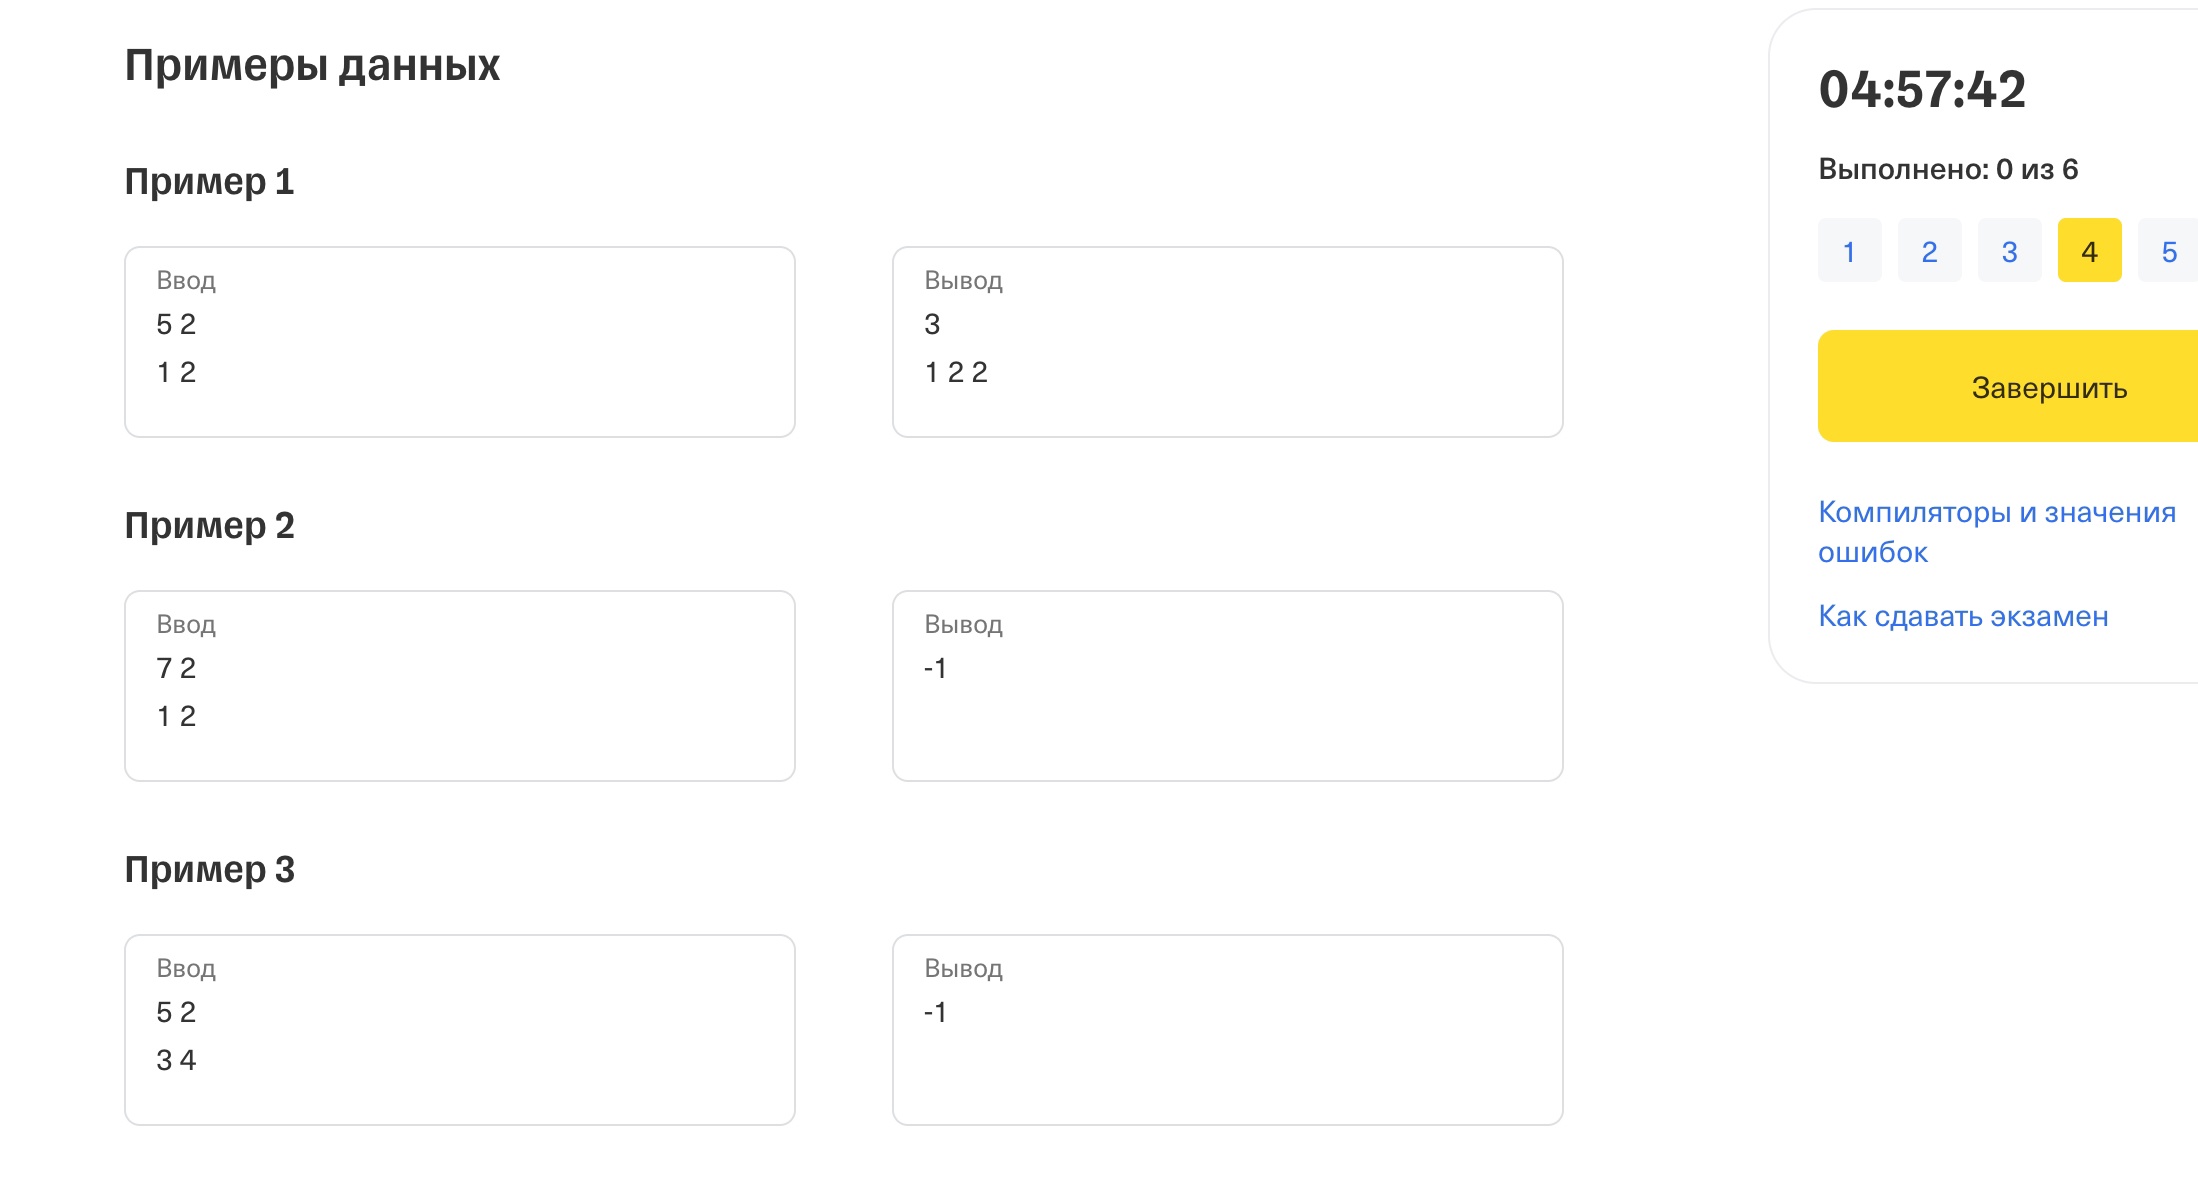 Примеры данных
Пример 1
Ввод
5 2
1 2
Вывод
3
1 2 2
Пример 2
Ввод
7 2
1 2
Вывод
-1
Пример 3
Ввод
5 2
3 4
Вывод
-1
04:57:42
Выполнено: 0 из 6
1 2 3 4 5
Завершить
Компиляторы и значения
ошибок
Как сдавать экзамен